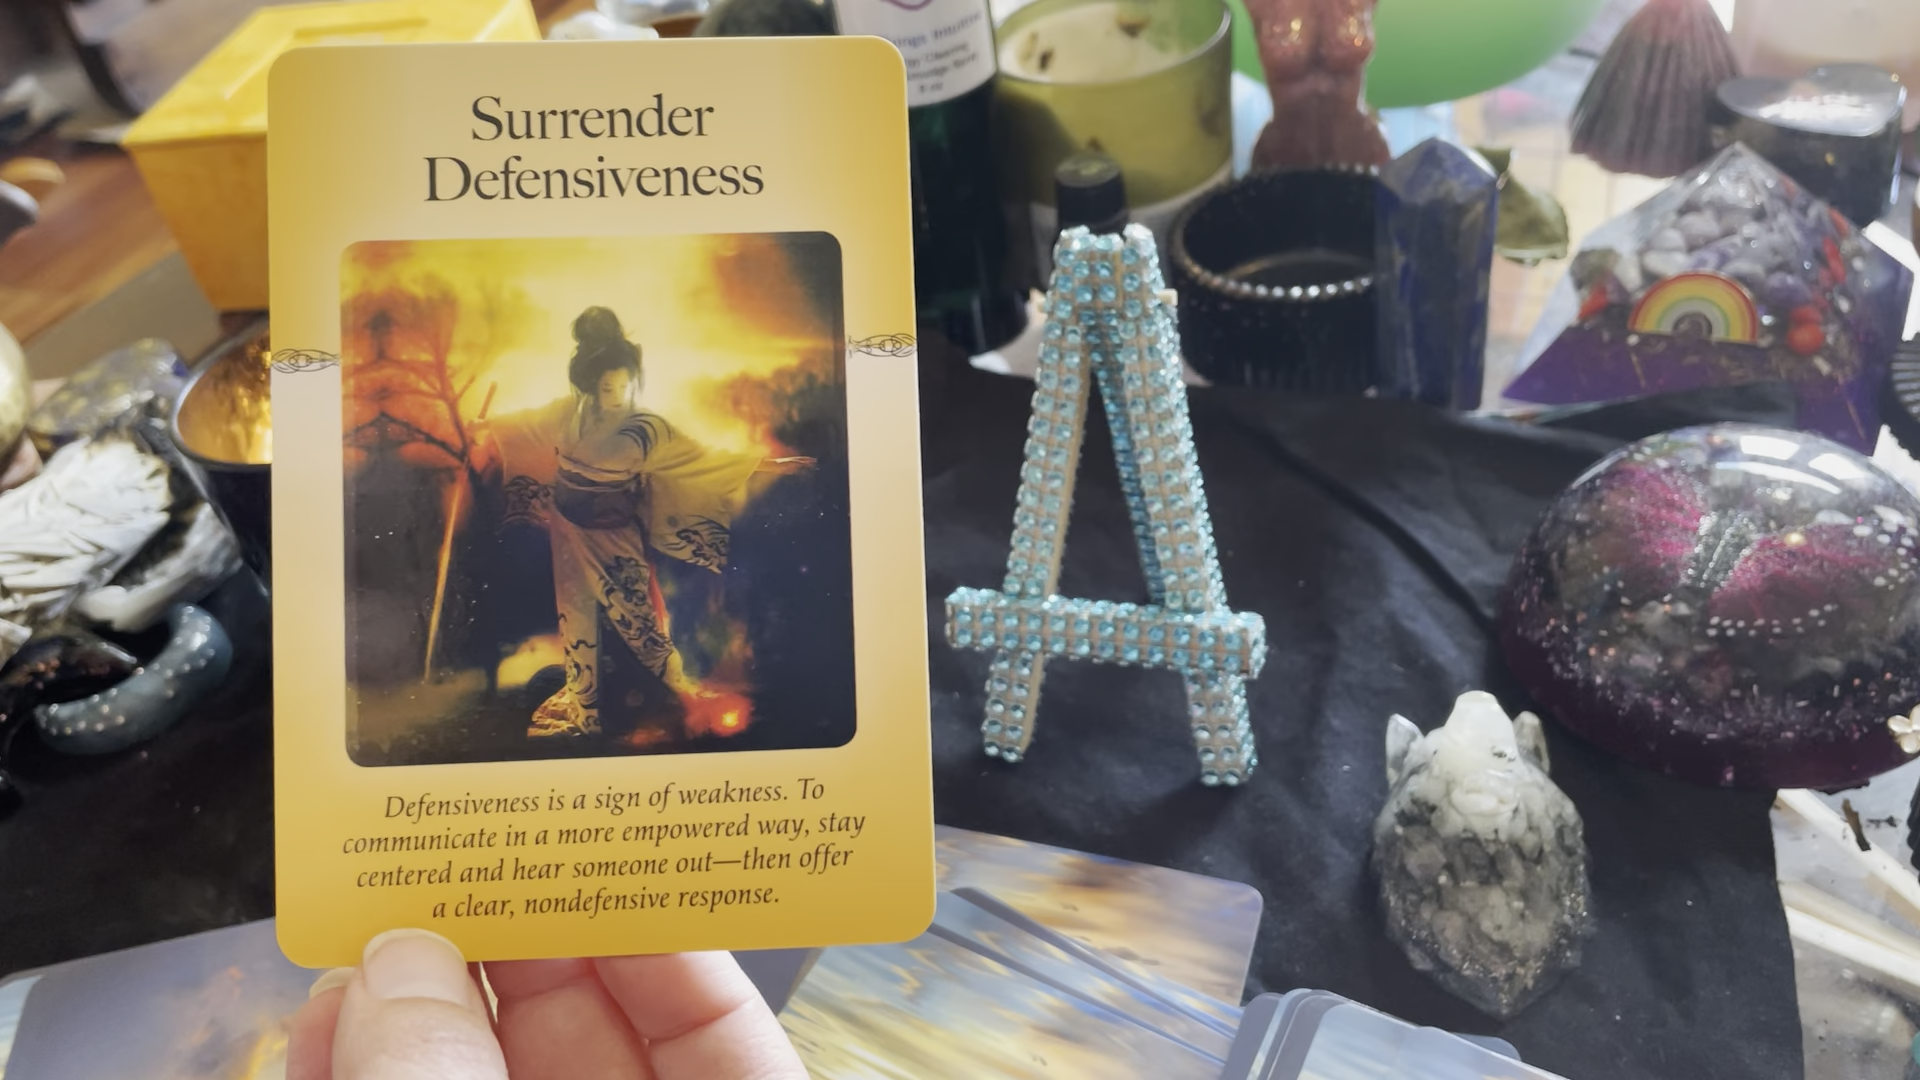 Surrender
Defensiveness
Defensiveness is a sign of weakness. To
communicate in a more empowered way, stay
centered and hear someone out—then offer
a clear, nondefensive response.